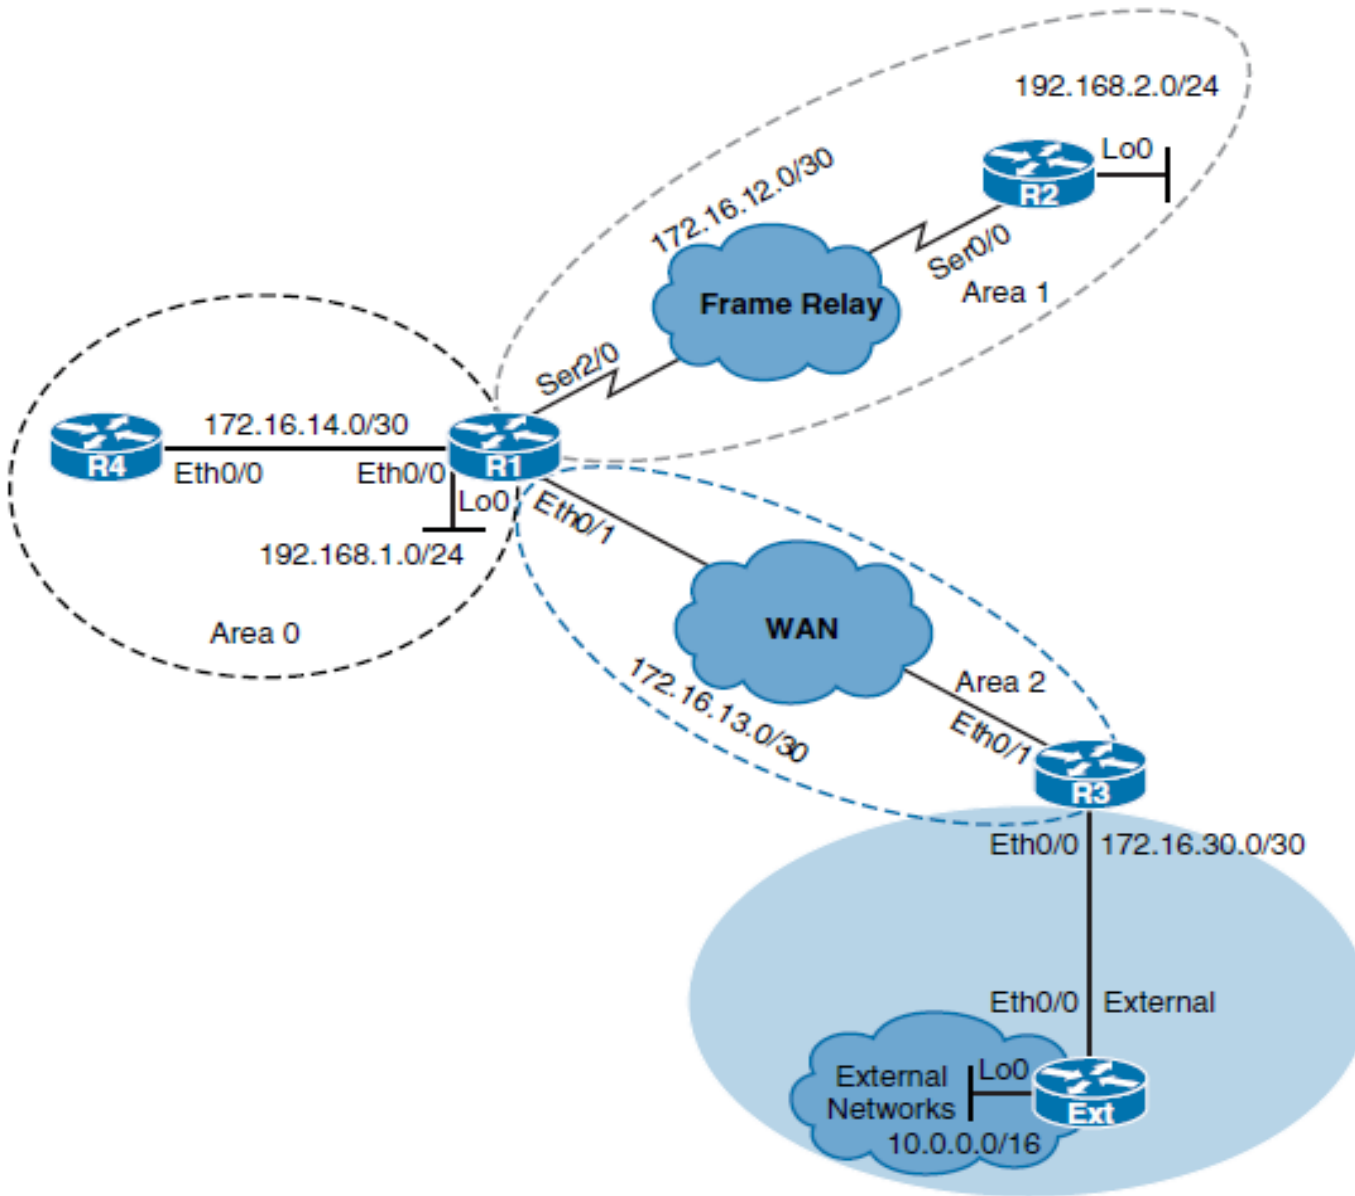 192.168.2.0/24
Lo0
R2
172.16.12.0/30
Ser0/0
Area 1
Frame Relay
Ser2/0
172.16.14.0/30
R4
Eth0/0
Eth0/0
R1
Lo0
192.168.1.0/24
Area 0
Eth0/1
WAN
172.16.13.0/30
Area 2
Eth0/1
R3
Eth0/0
172.16.30.0/30
Eth0/0
External
External
Networks
Lo0
10.0.0.0/16
Ext